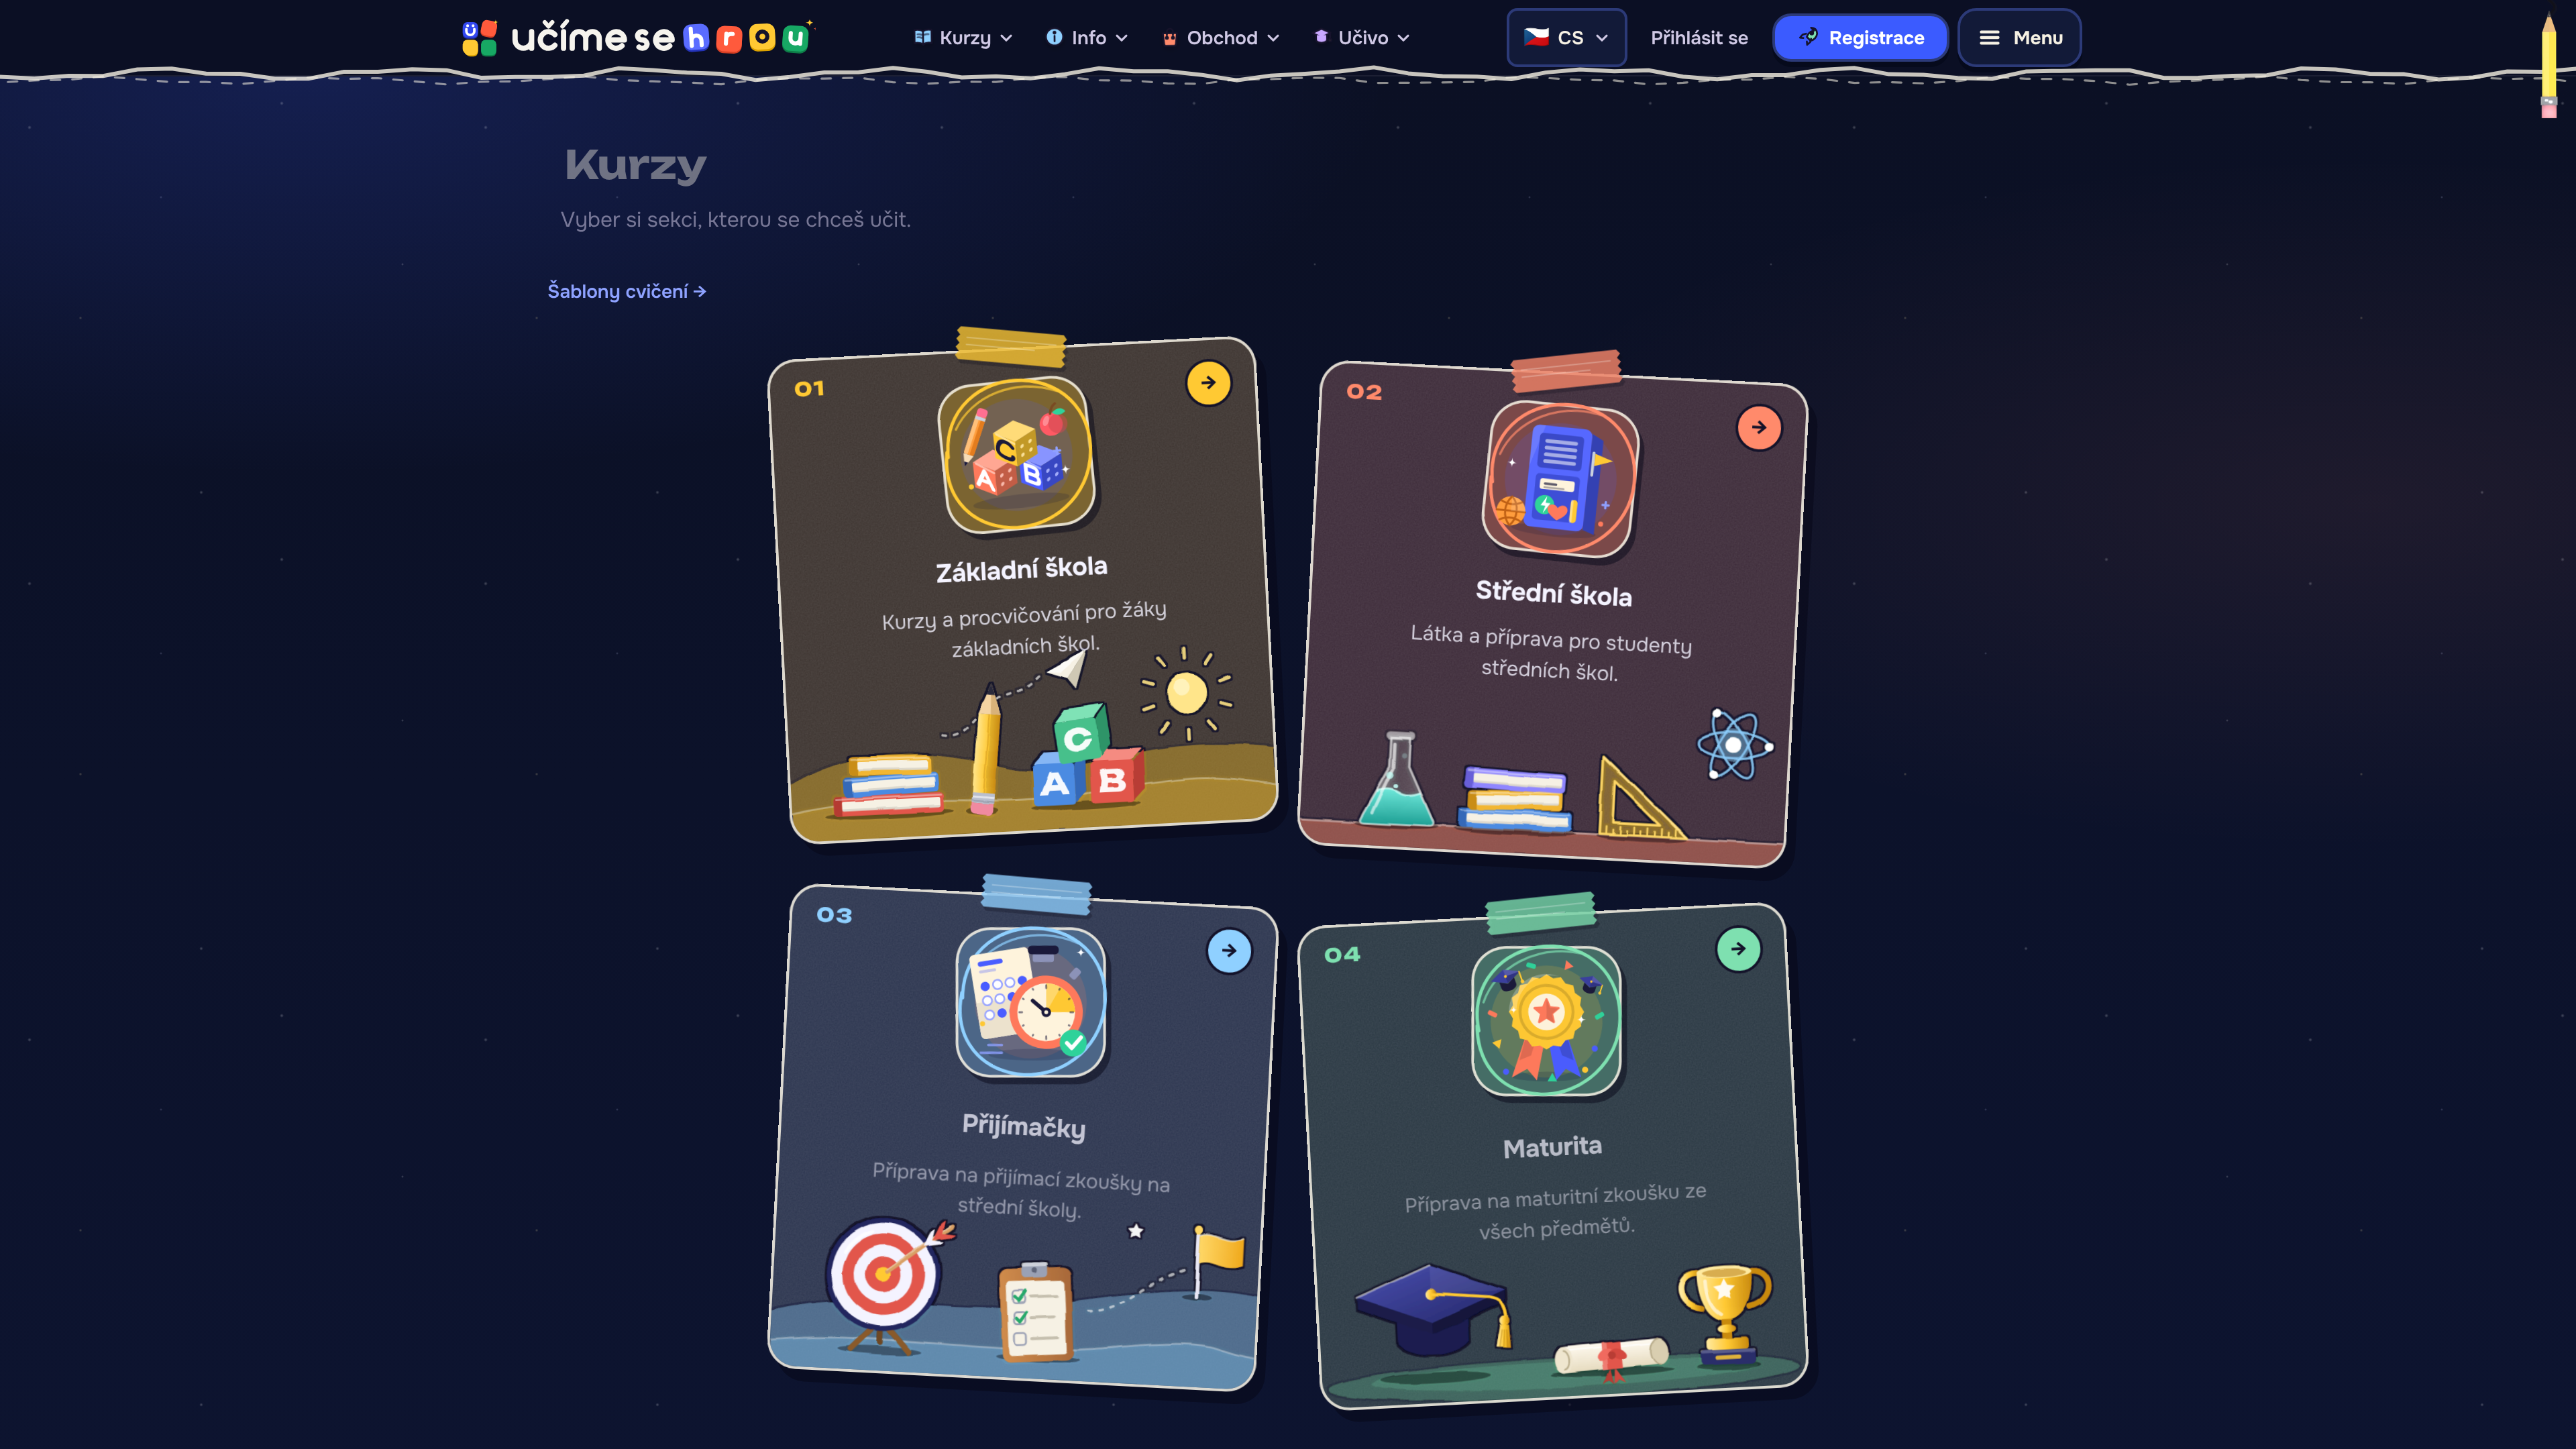 učíme se hrou
Kurzy
Info
Obchod
Učivo
CS
Přihlásit se
Registrace
Menu
Kurzy
Vyber si sekci, kterou se chceš učit.
Šablony cvičení →
01
C
A B
Základní škola
Kurzy a procvičování pro žáky
základních škol.
C
A B
02
Střední škola
Látka a příprava pro studenty
středních škol.
03
Přijímačky
Příprava na přijímací zkoušky na
střední školy.
04
Maturita
Příprava na maturitní zkoušku ze
všech předmětů.